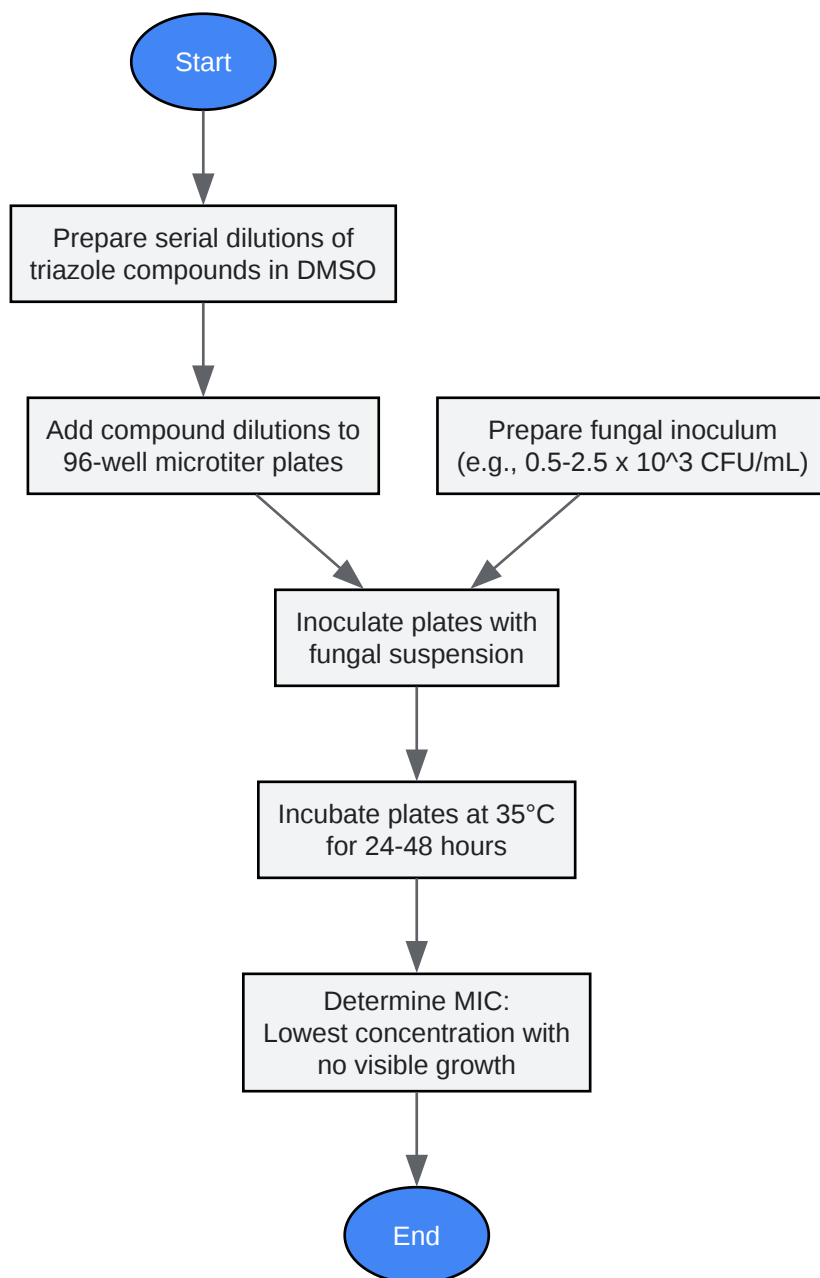 Start
Prepare serial dilutions of
triazole compounds in DMSO
Add compound dilutions to
96-well microtiter plates
Prepare fungal inoculum
(e.g., 0.5-2.5 x 10^3 CFU/mL)
Inoculate plates with
fungal suspension
Incubate plates at 35°C
for 24-48 hours
Determine MIC:
Lowest concentration with
no visible growth
End